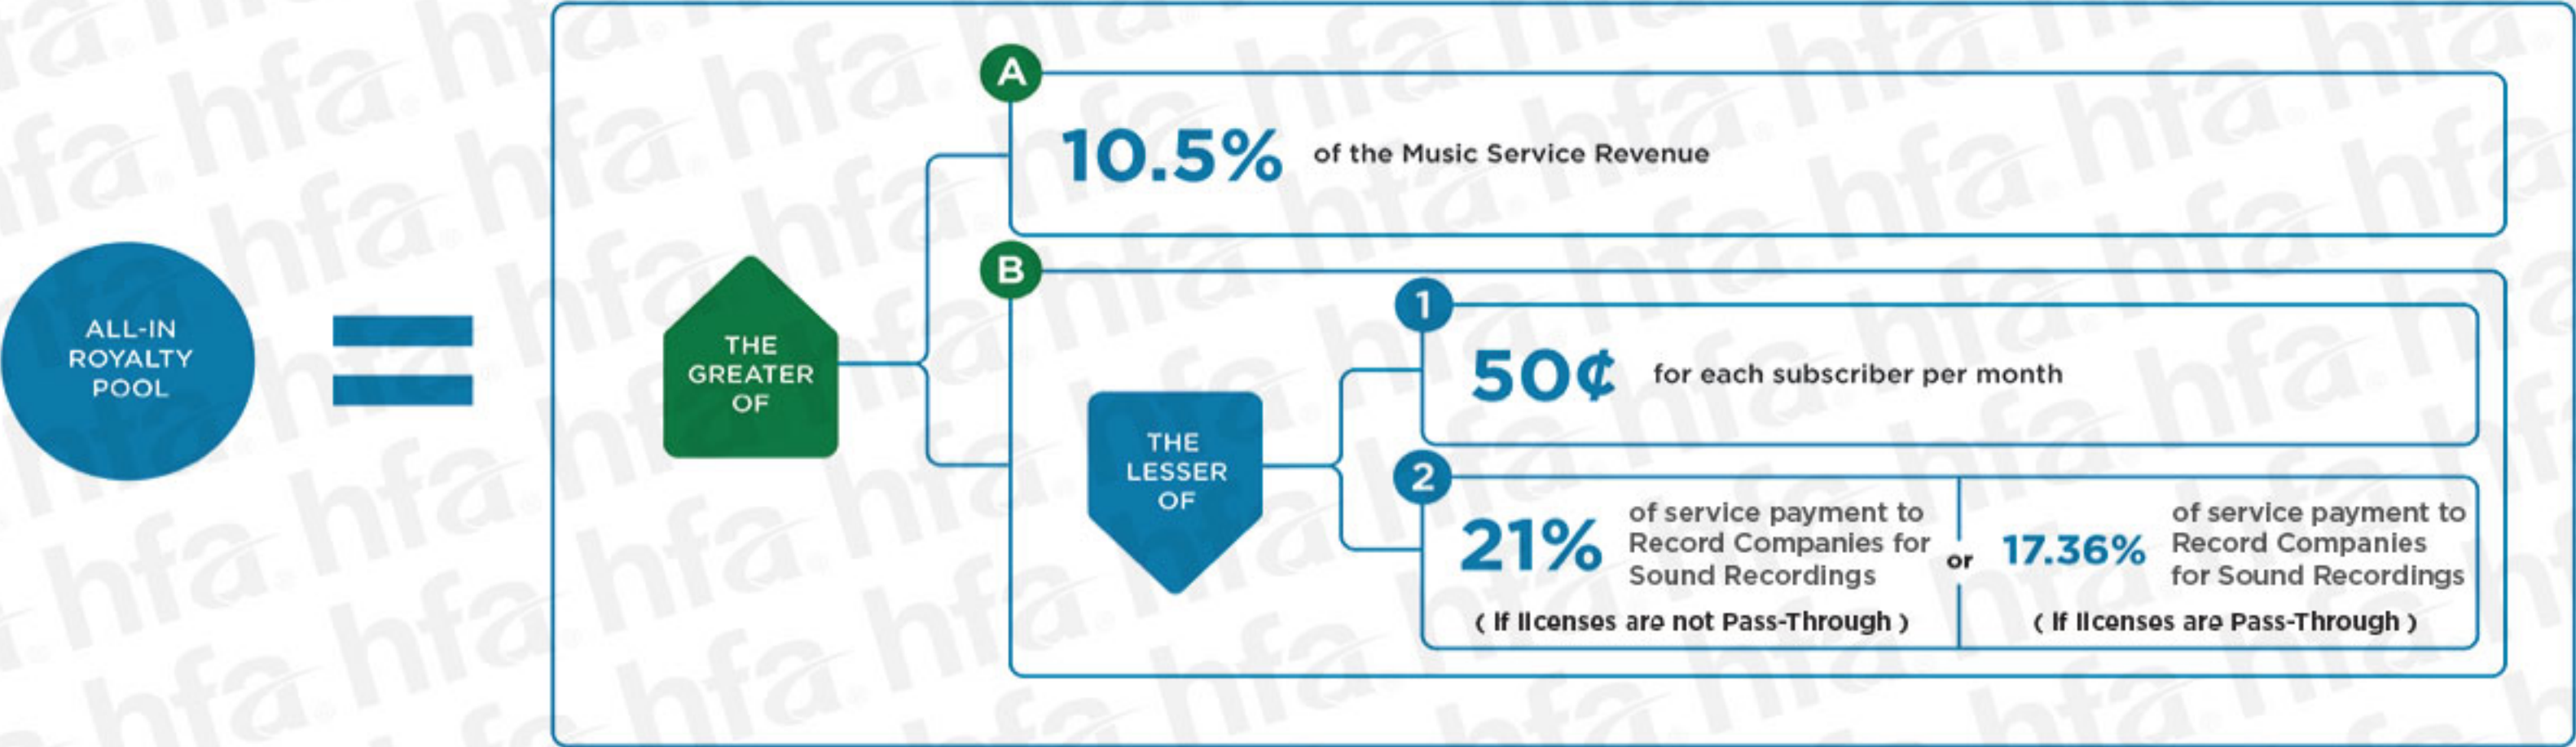 ALL-IN
ROYALTY
POOL
THE
GREATER
OF
A
10.5% of the Music Service Revenue
B
THE
LESSER
OF
1
50¢ for each subscriber per month
2
21%
of service payment to
Record Companies for
Sound Recordings
( If licenses are not Pass-Through )
or
17.36%
of service payment to
Record Companies
for Sound Recordings
( If licenses are Pass-Through )
hfa